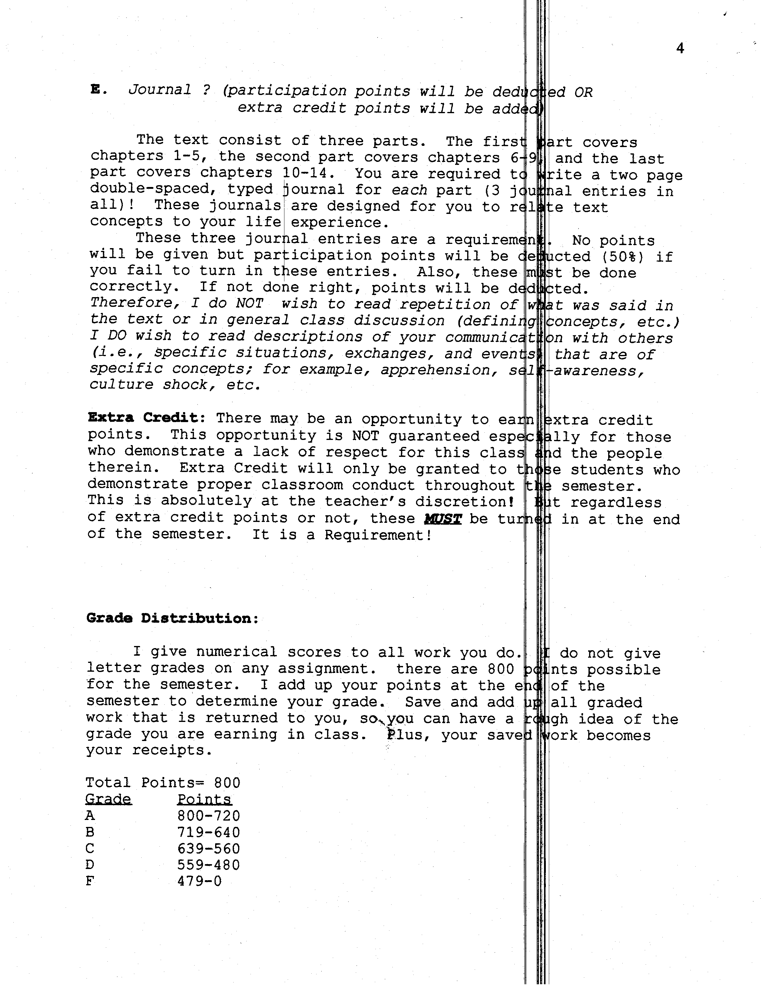 4
E. Journal ? (participation points will be deducted OR
extra credit points will be added)
The text consist of three parts. The first part covers
chapters 1-5, the second part covers chapters 6-9, and the last
part covers chapters 10-14. You are required to write a two page
double-spaced, typed journal for each part (3 journal entries in
all)! These journals are designed for you to relate text
concepts to your life experience.
These three journal entries are a requirement. No points
will be given but participation points will be deducted (50%) if
you fail to turn in these entries. Also, these must be done
correctly. If not done right, points will be deducted.
Therefore, I do NOT wish to read repetition of what was said in
the text or in general class discussion (defining concepts, etc.)
I DO wish to read descriptions of your communication with others
(i.e., specific situations, exchanges, and events) that are of
specific concepts; for example, apprehension, self-awareness,
culture shock, etc.
Extra Credit: There may be an opportunity to earn extra credit
points. This opportunity is NOT guaranteed especially for those
who demonstrate a lack of respect for this class and the people
therein. Extra Credit will only be granted to those students who
demonstrate proper classroom conduct throughout the semester.
This is absolutely at the teacher's discretion! But regardless
of extra credit points or not, these MUST be turned in at the end
of the semester. It is a Requirement!
Grade Distribution:
I give numerical scores to all work you do. I do not give
letter grades on any assignment. there are 800 points possible
for the semester. I add up your points at the end of the
semester to determine your grade. Save and add up all graded
work that is returned to you, so you can have a rough idea of the
grade you are earning in class. Plus, your saved work becomes
your receipts.
Total Points= 800
Grade Points
A 800-720
B 719-640
C 639-560
D 559-480
F 479-0